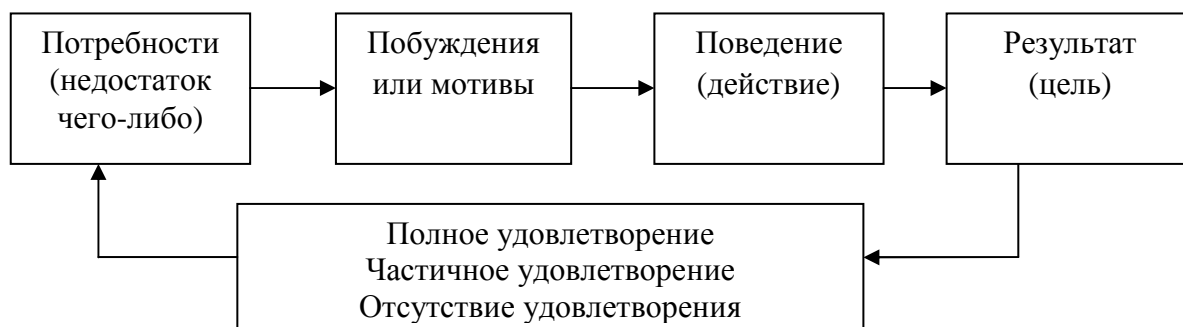 Потребности
(недостаток
чего-либо)
Побуждения
или мотивы
Поведение
(действие)
Результат
(цель)
Полное удовлетворение
Частичное удовлетворение
Отсутствие удовлетворения